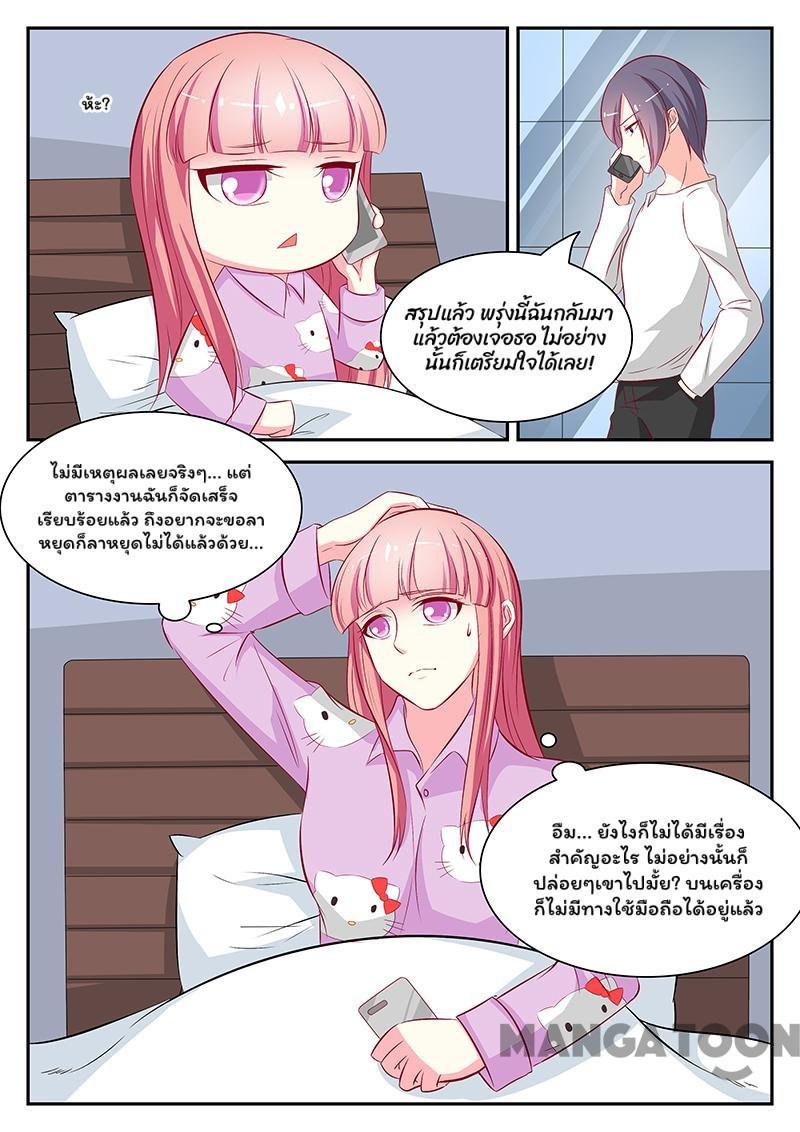 ห้ะ?
สรุปแล้ว พรุ่งนี้ฉันกลับมา
แล้วต้องเจอธอ ไม่อย่าง
นั้นก็เตรียมใจได้เลย!
ไม่มีเหตุผลเลยจริงๆ... แต่
ตารางงานฉันก็จัดเสร็จ
เรียบร้อยแล้ว ถึงอยากจะขอลา
หยุดก็ลาหยุดไม่ได้แล้วด้วย...
อืม... ยังไงก็ไม่ได้มีเรื่อง
สำคัญอะไร ไม่อย่างนั้นก็
ปล่อยๆเขาไปมั้ย? บนเครื่อง
ก็ไม่มีทางใช้มือถือได้อยู่แล้ว
MANGATOON